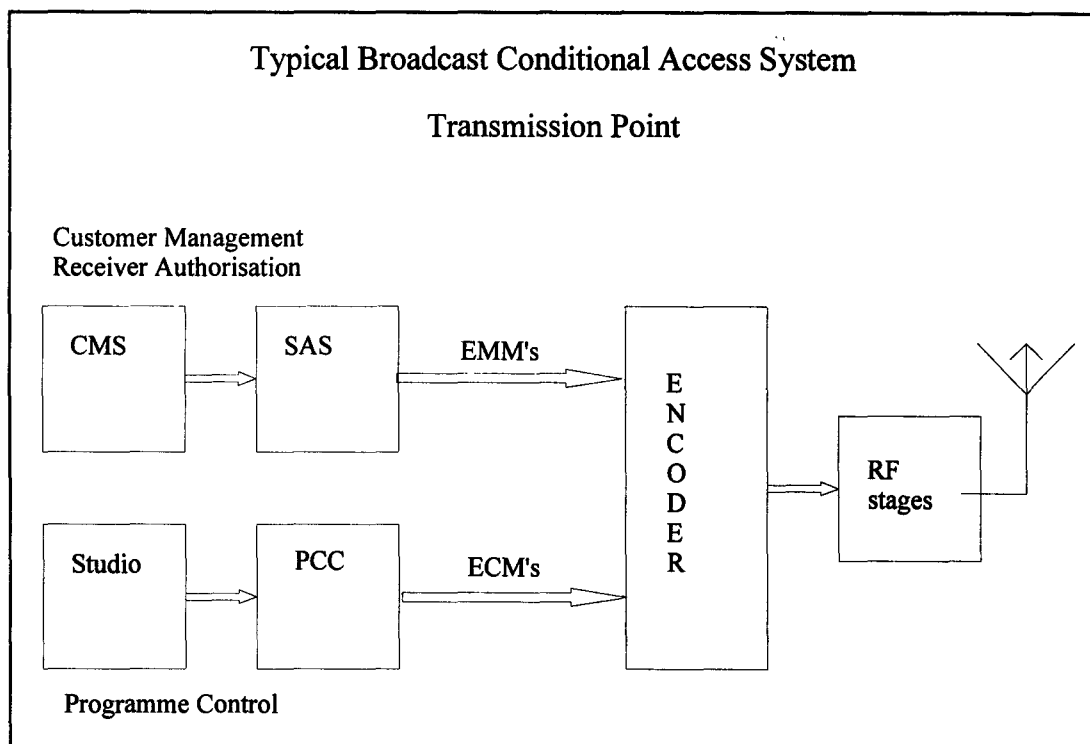 Typical Broadcast Conditional Access System
Transmission Point
Customer Management
Receiver Authorisation
CMS
SAS
EMM's
ENCODER
RF
stages
Studio
PCC
ECM's
Programme Control